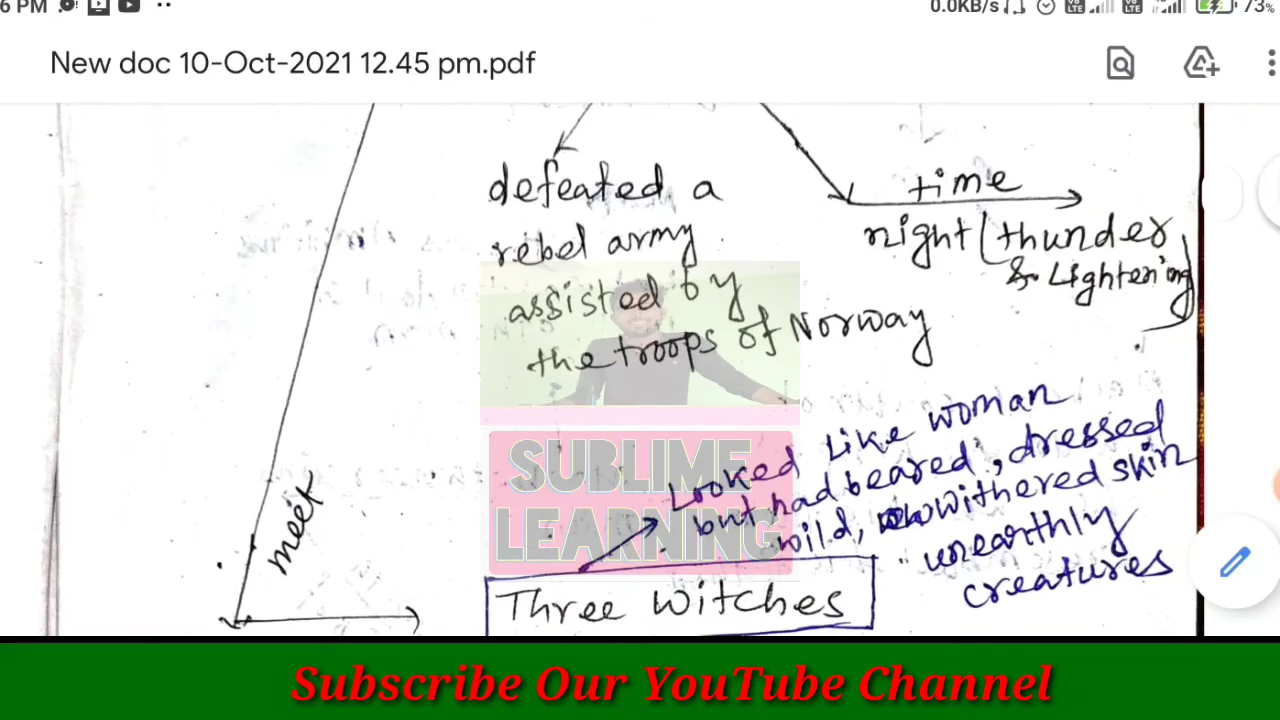 6 PM
0.0KB/s
73%
New doc 10-Oct-2021 12.45 pm.pdf
defeated a
rebel army
assisted by
the troops of Norway
time
night (thunder
& Lightening)
meet
Looked like woman
but had beared, dressed
wild, withered skin
unearthly
creatures
SUBLIME
LEARNING
Three Witches
Subscribe Our YouTube Channel